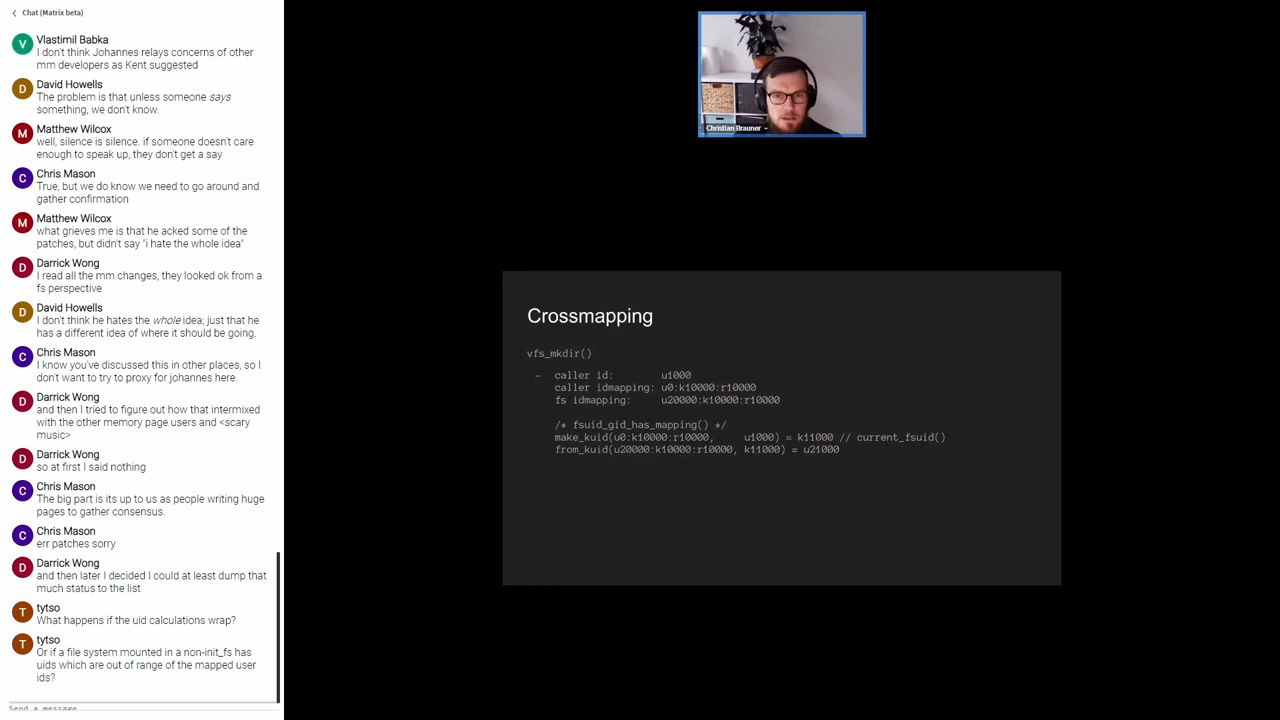 Chat (Matrix beta)
Vlastimil Babka
I don't think Johannes relays concerns of other
mm developers as Kent suggested
David Howells
The problem is that unless someone says
something, we don't know.
Matthew Wilcox
well, silence is silence. if someone doesn't care
enough to speak up, they don't get a say
Chris Mason
True, but we do know we need to go around and
gather confirmation
Matthew Wilcox
what grieves me is that he acked some of the
patches, but didn't say "i hate the whole idea"
Darrick Wong
I read all the mm changes, they looked ok from a
fs perspective
David Howells
I don't think he hates the whole idea; just that he
has a different idea of where it should be going.
Chris Mason
I know you've discussed this in other places, so I
don't want to try to proxy for johannes here.
Darrick Wong
and then I tried to figure out how that intermixed
with the other memory page users and <scary
music>
Darrick Wong
so at first I said nothing
Chris Mason
The big part is its up to us as people writing huge
pages to gather consensus.
Chris Mason
err patches sorry
Darrick Wong
and then later I decided I could at least dump that
much status to the list
tytso
What happens if the uid calculations wrap?
tytso
Or if a file system mounted in a non-init_fs has
uids which are out of range of the mapped user
ids?
Send a message
V
D
M
C
M
D
D
C
D
D
C
C
D
T
T
Christian Brauner
Crossmapping
vfs_mkdir()
- caller id: u1000
caller idmapping: u0:k10000:r10000
fs idmapping: u20000:k10000:r10000
/* fsuid_gid_has_mapping() */
make_kuid(u0:k10000:r10000, u1000) = k11000 // current_fsuid()
from_kuid(u20000:k10000:r10000, k11000) = u21000